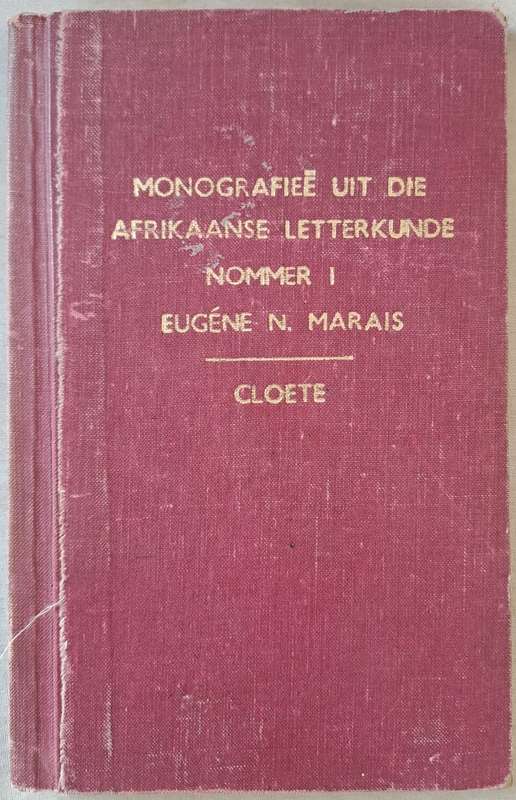 MONOGRAFIEË UIT DIE
AFRIKAANSE LETTERKUNDE
NOMMER I
EUGÉNE N. MARAIS
CLOETE